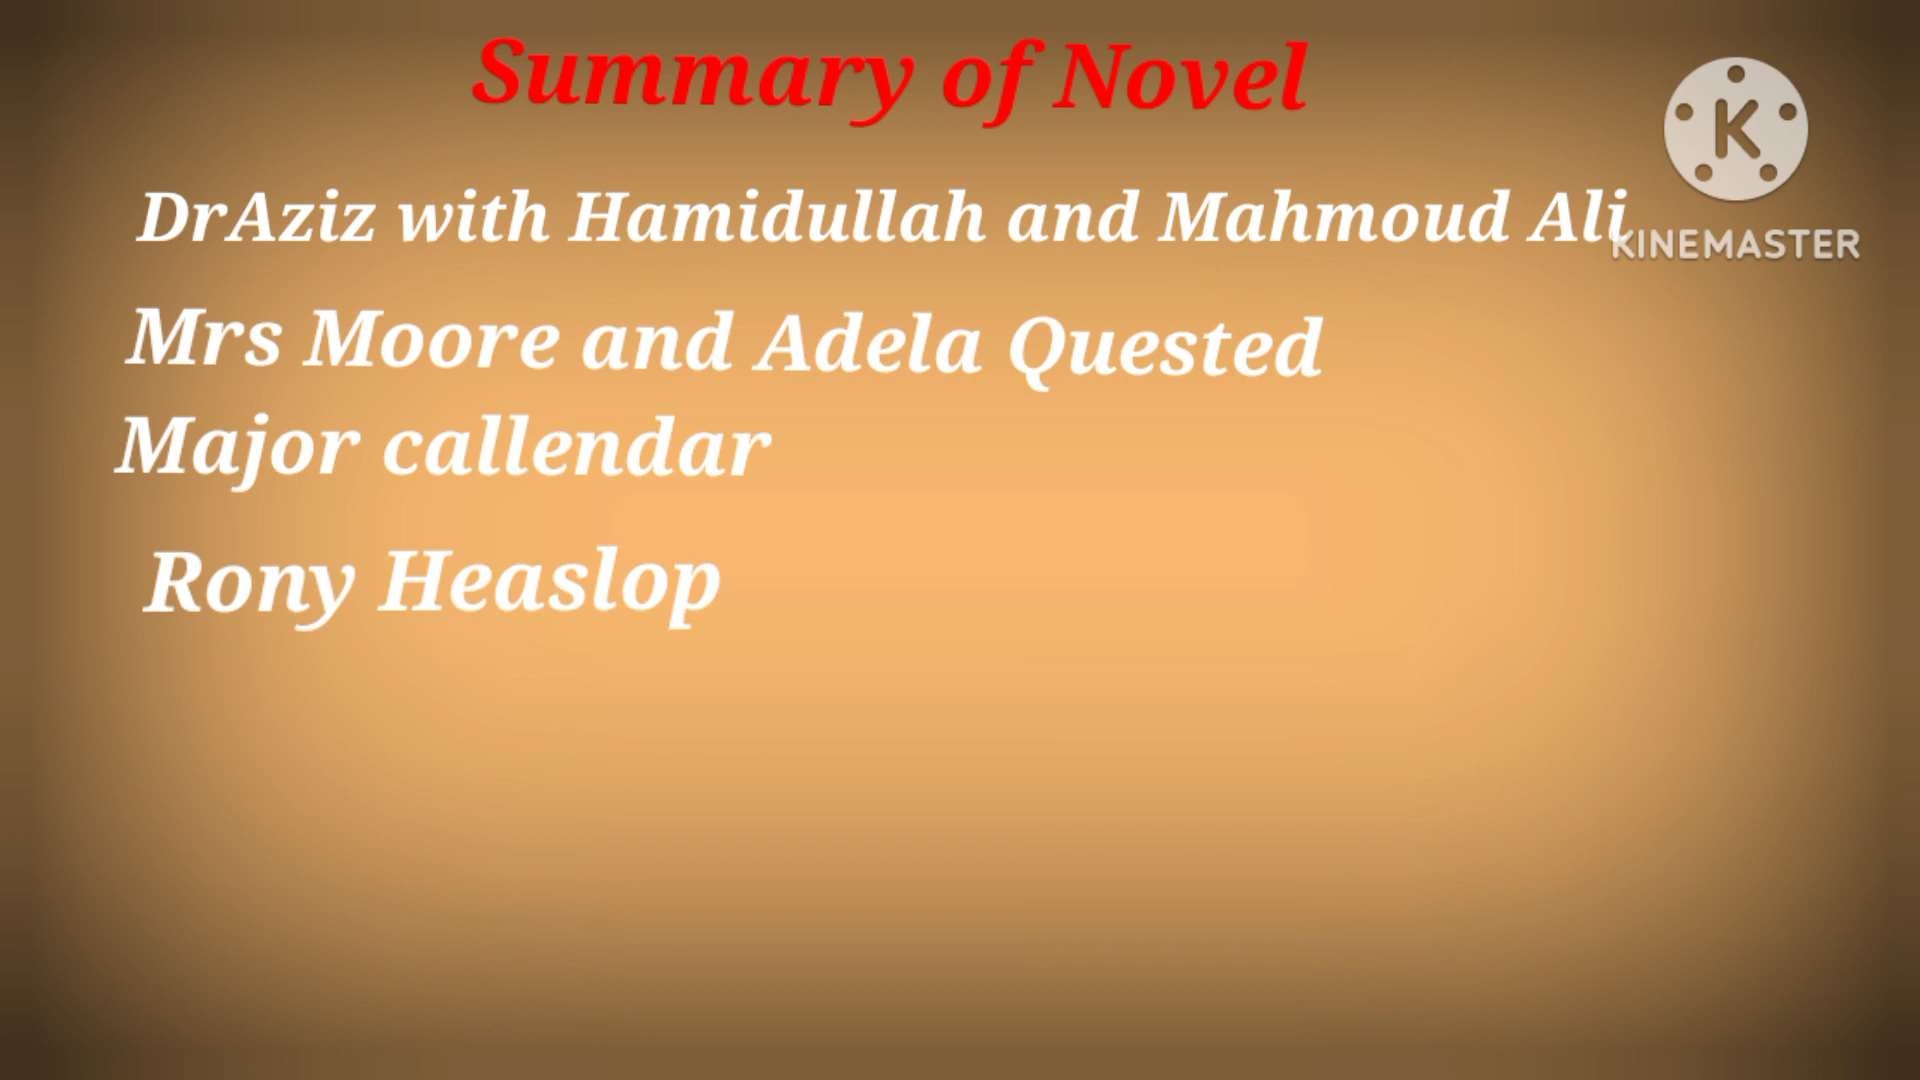 Summary of Novel
DrAziz with Hamidullah and Mahmoud Ali
KINEMASTER
Mrs Moore and Adela Quested
Major callendar
Rony Heaslop